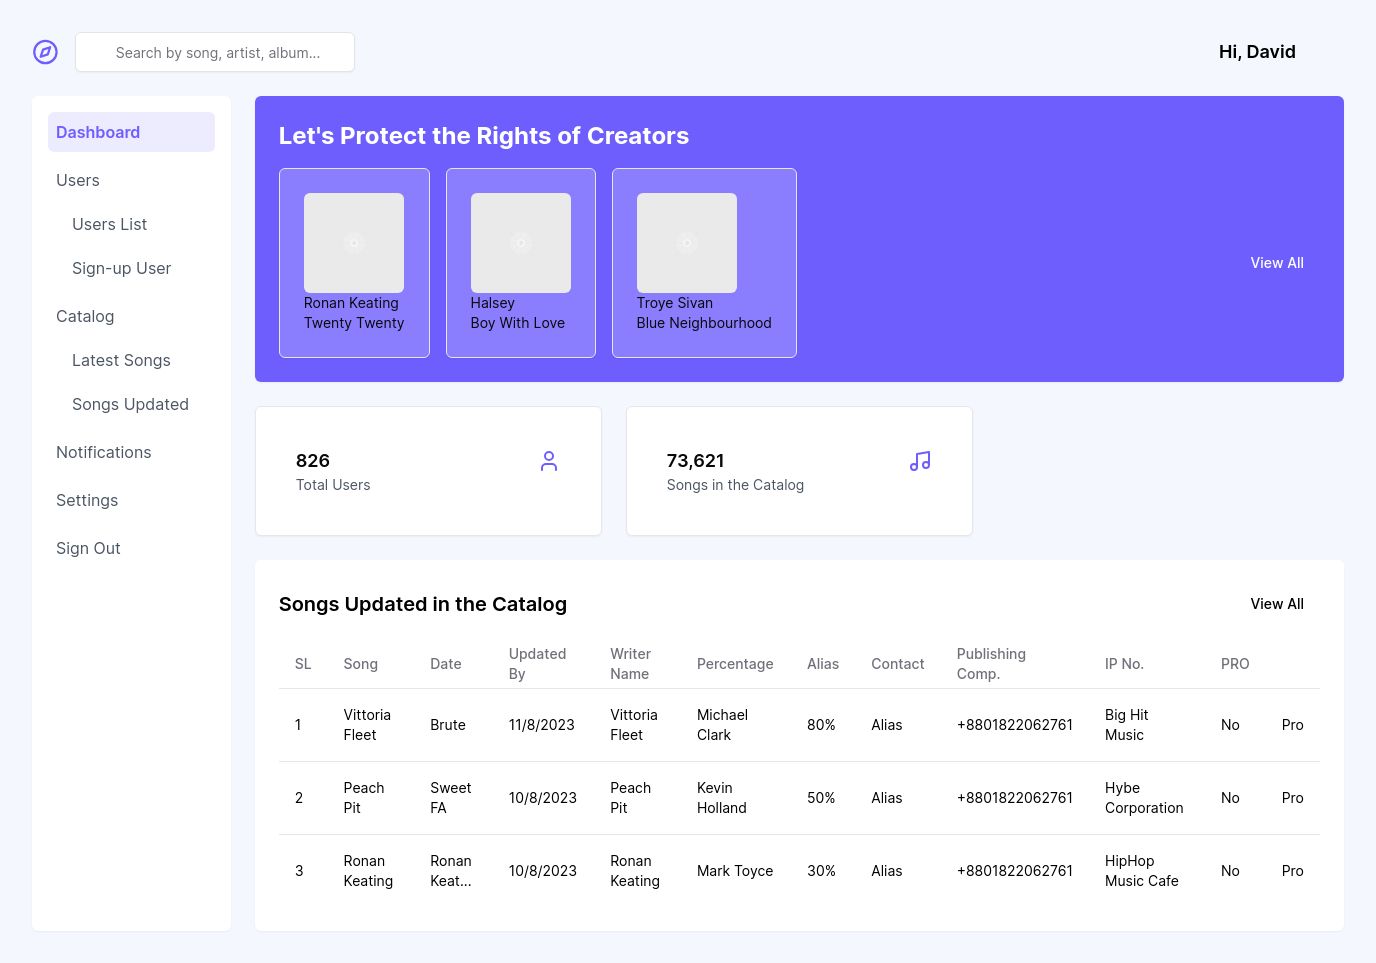 Search by song, artist, album...
Hi, David
Dashboard
Users
Users List
Sign-up User
Catalog
Latest Songs
Songs Updated
Notifications
Settings
Sign Out
Let's Protect the Rights of Creators
Ronan Keating
Twenty Twenty
Halsey
Boy With Love
Troye Sivan
Blue Neighbourhood
View All
826
Total Users
73,621
Songs in the Catalog
Songs Updated in the Catalog
View All
SL Song Date Updated By Writer Name Percentage Alias Contact Publishing Comp. IP No. PRO
1 Vittoria Fleet Brute 11/8/2023 Vittoria Fleet Michael Clark 80% Alias +8801822062761 Big Hit Music No Pro
2 Peach Pit Sweet FA 10/8/2023 Peach Pit Kevin Holland 50% Alias +8801822062761 Hybe Corporation No Pro
3 Ronan Keating Ronan Keat... 10/8/2023 Ronan Keating Mark Toyce 30% Alias +8801822062761 HipHop Music Cafe No Pro